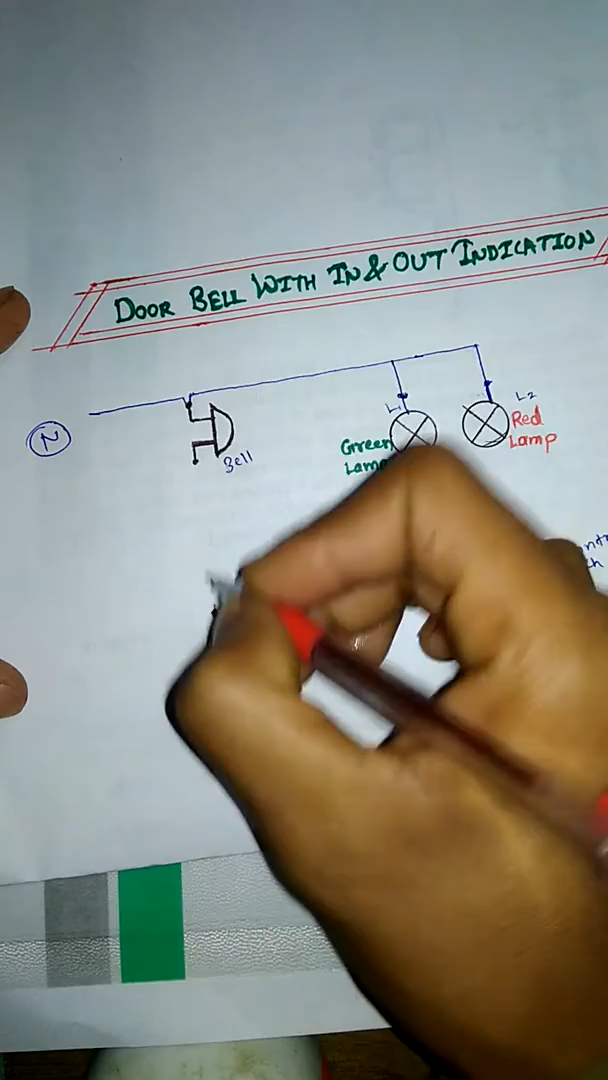 DOOR BELL WITH IN & OUT INDICATION
N
Bell
L1
Green
Lamp
L2
Red
Lamp